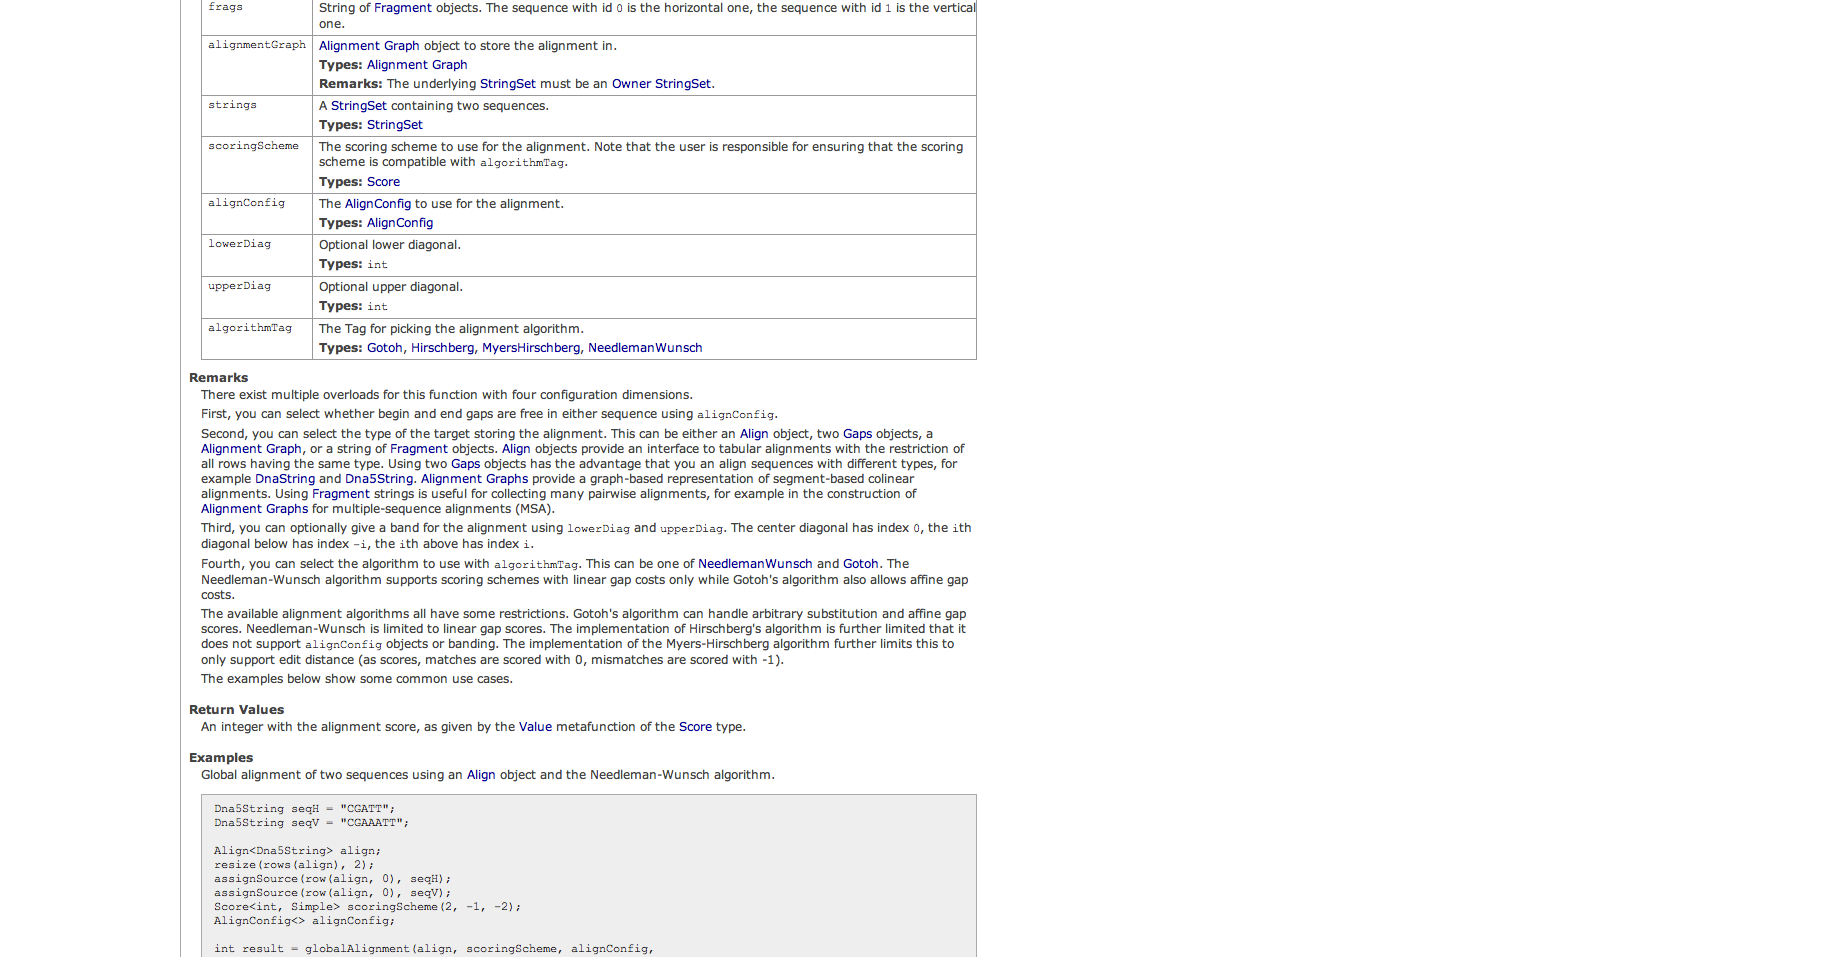 frags
String of Fragment objects. The sequence with id 0 is the horizontal one, the sequence with id 1 is the vertical
one.
alignmentGraph
Alignment Graph object to store the alignment in.
Types: Alignment Graph
Remarks: The underlying StringSet must be an Owner StringSet.
strings
A StringSet containing two sequences.
Types: StringSet
scoringScheme
The scoring scheme to use for the alignment. Note that the user is responsible for ensuring that the scoring
scheme is compatible with algorithmTag.
Types: Score
alignConfig
The AlignConfig to use for the alignment.
Types: AlignConfig
lowerDiag
Optional lower diagonal.
Types: int
upperDiag
Optional upper diagonal.
Types: int
algorithmTag
The Tag for picking the alignment algorithm.
Types: Gotoh, Hirschberg, MyersHirschberg, NeedlemanWunsch
Remarks
There exist multiple overloads for this function with four configuration dimensions.
First, you can select whether begin and end gaps are free in either sequence using alignConfig.
Second, you can select the type of the target storing the alignment. This can be either an Align object, two Gaps objects, a
Alignment Graph, or a string of Fragment objects. Align objects provide an interface to tabular alignments with the restriction of
all rows having the same type. Using two Gaps objects has the advantage that you an align sequences with different types, for
example DnaString and Dna5String. Alignment Graphs provide a graph-based representation of segment-based colinear
alignments. Using Fragment strings is useful for collecting many pairwise alignments, for example in the construction of
Alignment Graphs for multiple-sequence alignments (MSA).
Third, you can optionally give a band for the alignment using lowerDiag and upperDiag. The center diagonal has index 0, the ith
diagonal below has index -i, the ith above has index i.
Fourth, you can select the algorithm to use with algorithmTag. This can be one of NeedlemanWunsch and Gotoh. The
Needleman-Wunsch algorithm supports scoring schemes with linear gap costs only while Gotoh's algorithm also allows affine gap
costs.
The available alignment algorithms all have some restrictions. Gotoh's algorithm can handle arbitrary substitution and affine gap
scores. Needleman-Wunsch is limited to linear gap scores. The implementation of Hirschberg's algorithm is further limited that it
does not support alignConfig objects or banding. The implementation of the Myers-Hirschberg algorithm further limits this to
only support edit distance (as scores, matches are scored with 0, mismatches are scored with -1).
The examples below show some common use cases.
Return Values
An integer with the alignment score, as given by the Value metafunction of the Score type.
Examples
Global alignment of two sequences using an Align object and the Needleman-Wunsch algorithm.
Dna5String seqH = "CGATT";
Dna5String seqV = "CGAAATT";
Align<Dna5String> align;
resize(rows(align), 2);
assignSource(row(align, 0), seqH);
assignSource(row(align, 0), seqV);
Score<int, Simple> scoringScheme(2, -1, -2);
AlignConfig<> alignConfig;
int result = globalAlignment(align, scoringScheme, alignConfig,